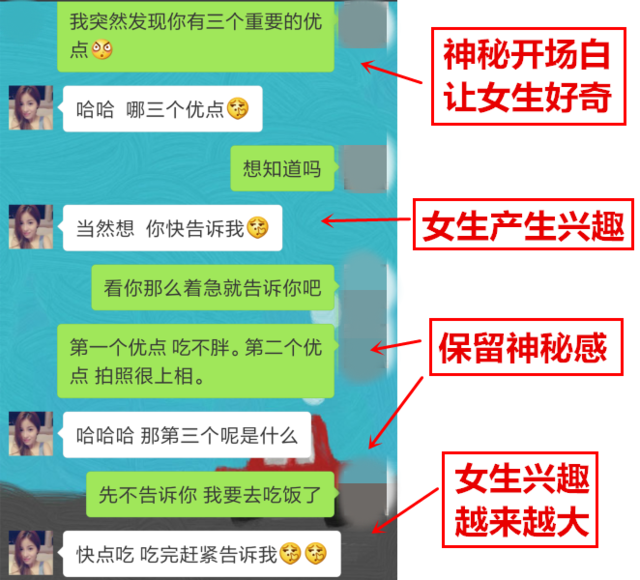 我突然发现你有三个重要的优
点
神秘开场白
让女生好奇
哈哈 哪三个优点
想知道吗
当然想 你快告诉我
女生产生兴趣
看你那么着急就告诉你吧
第一个优点 吃不胖。第二个优
点 拍照很上相。
保留神秘感
哈哈哈 那第三个呢是什么
先不告诉你 我要去吃饭了
女生兴趣
越来越大
快点吃 吃完赶紧告诉我